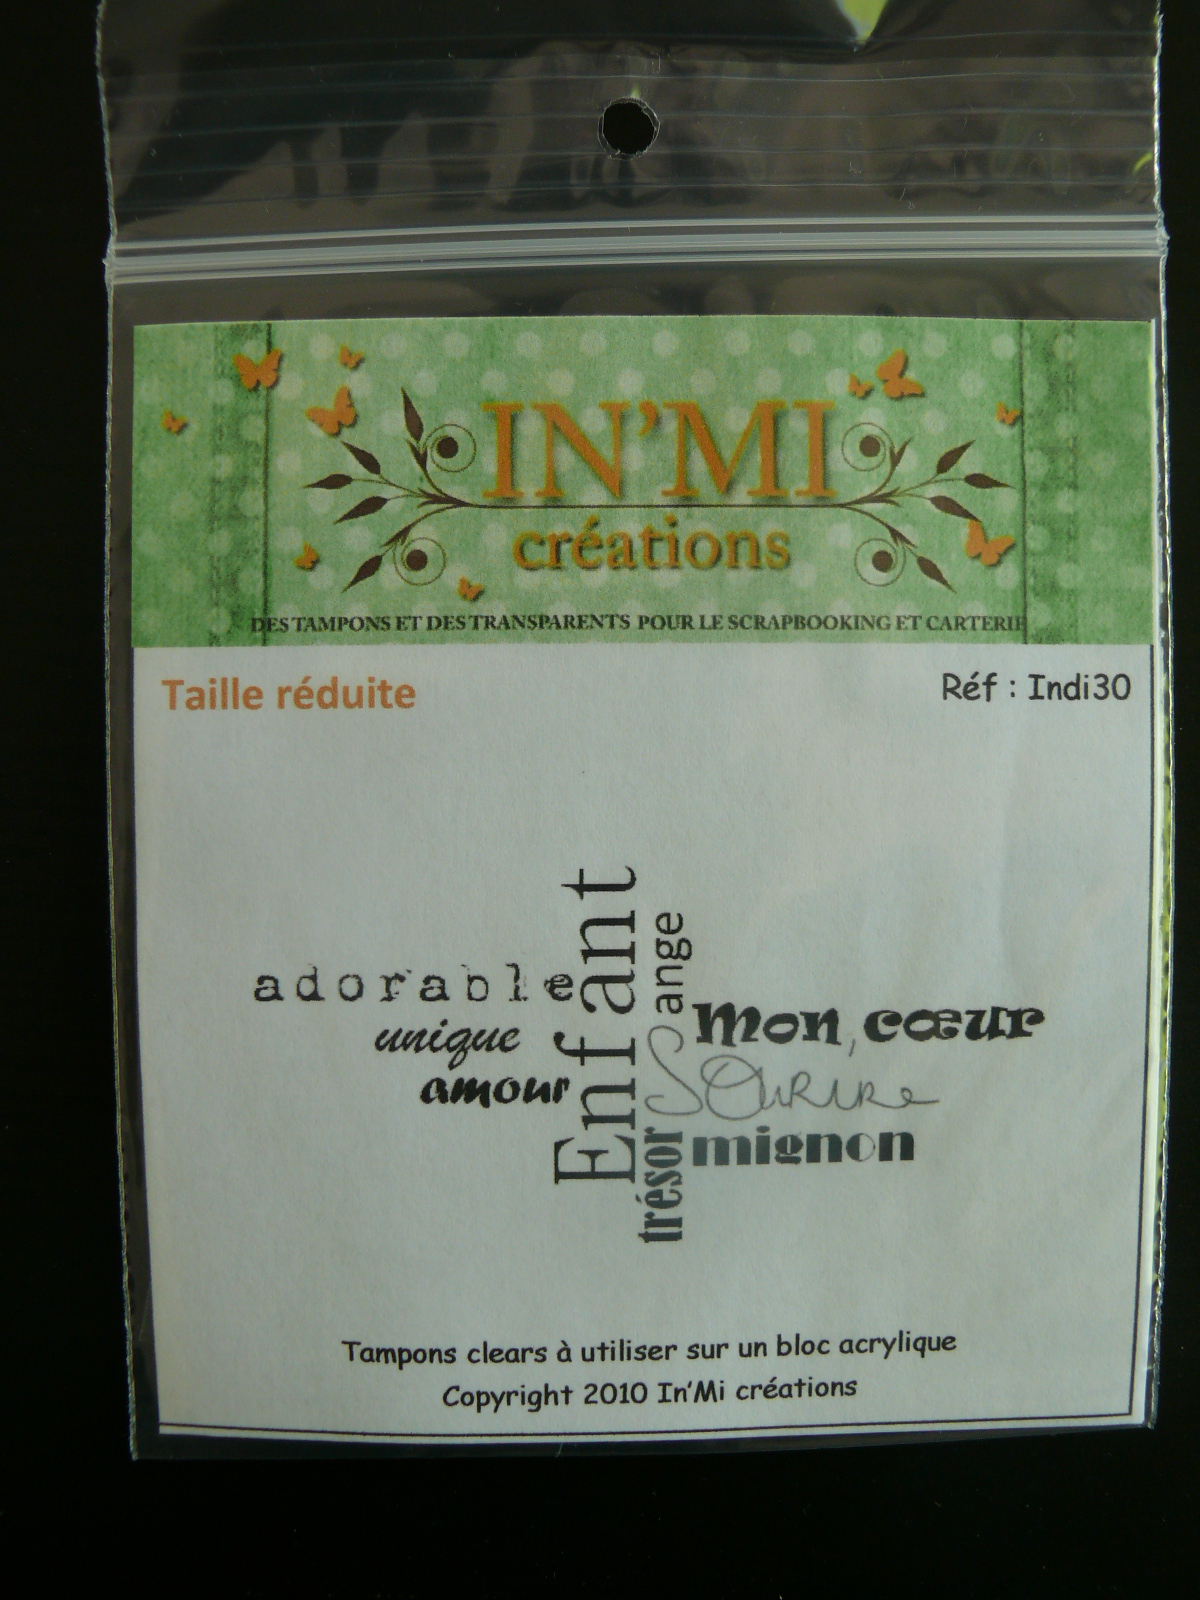 IN'MI
créations
DES TAMPONS ET DES TRANSPARENTS POUR LE SCRAPBOOKING ET CARTERIE
Taille réduite
Réf : Indi30
Enfant
ange
adorable
unique
amour
Mon cœur
Sourire
mignon
trésor
Tampons clears à utiliser sur un bloc acrylique
Copyright 2010 In'Mi créations